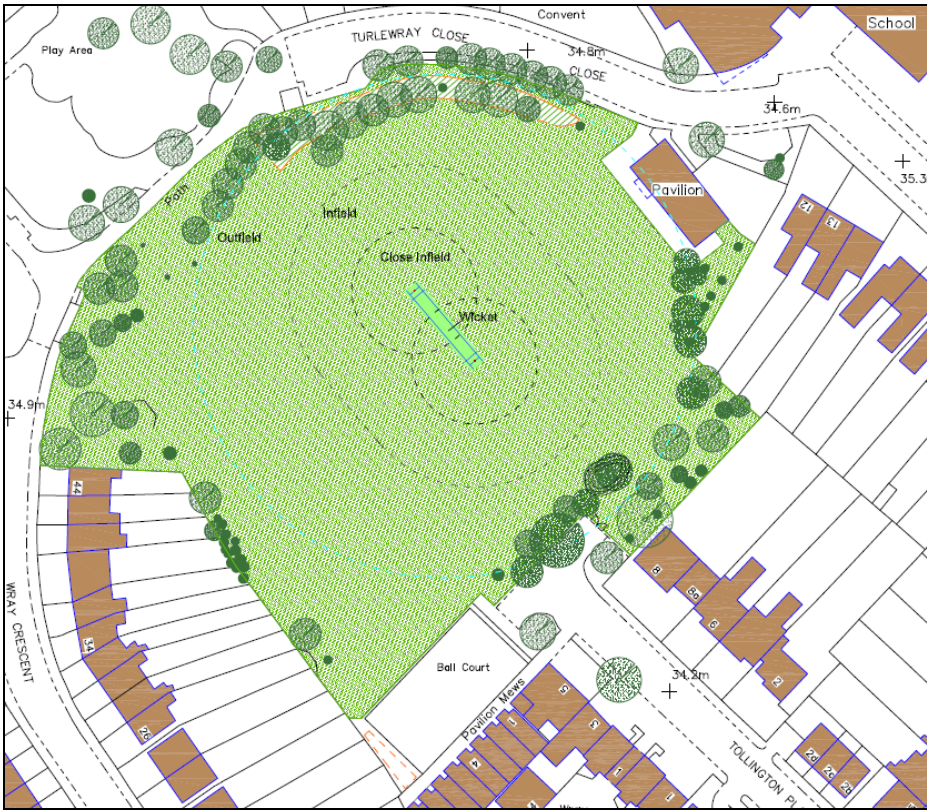 Convent
School
TURLEWRAY CLOSE
Play Area
34.8m
CLOSE
34.6m
35.3
Pavilion
Path
Infield
12
13
Outfield
Close Infield
Wicket
34.9m
44
8
8a
6
WRAY CRESCENT
34
Ball Court
34.2m
2
Pavilion Mews
5
26
1
3
4
1
TOLLINGTON P
2d
2c
2b